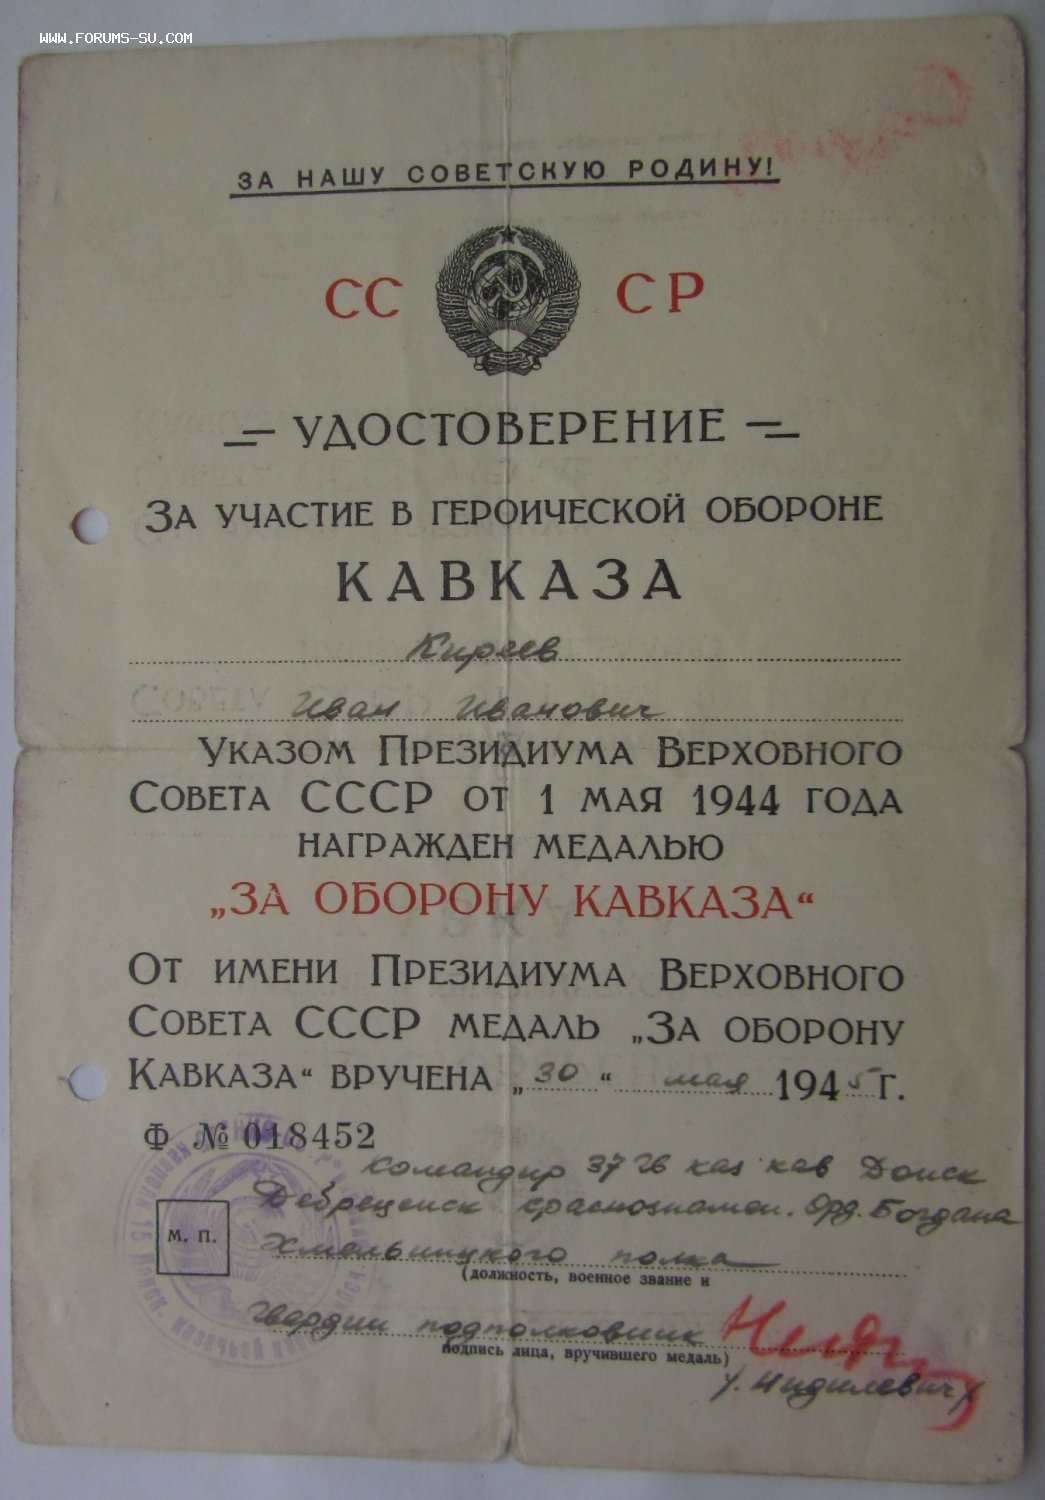 WWW.FORUMS-SU.COM
ЗА НАШУ СОВЕТСКУЮ РОДИНУ!
СС СР
УДОСТОВЕРЕНИЕ
ЗА УЧАСТИЕ В ГЕРОИЧЕСКОЙ ОБОРОНЕ
КАВКАЗА
Киреев
Иван Иванович
УКАЗОМ ПРЕЗИДИУМА ВЕРХОВНОГО
СОВЕТА СССР ОТ 1 МАЯ 1944 ГОДА
НАГРАЖДЕН МЕДАЛЬЮ
„ЗА ОБОРОНУ КАВКАЗА“
ОТ ИМЕНИ ПРЕЗИДИУМА ВЕРХОВНОГО
СОВЕТА СССР МЕДАЛЬ „ЗА ОБОРОНУ
КАВКАЗА“ ВРУЧЕНА „30“ мая 1945 Г.
Ф № 018452
командир 37 гв каз кав Донск
Дебреценск краснознамен. Орд. Богдана
М. П.
Хмельницкого полка
(должность, военное звание и
гвардии подполковник
подпись лица, вручившего медаль)